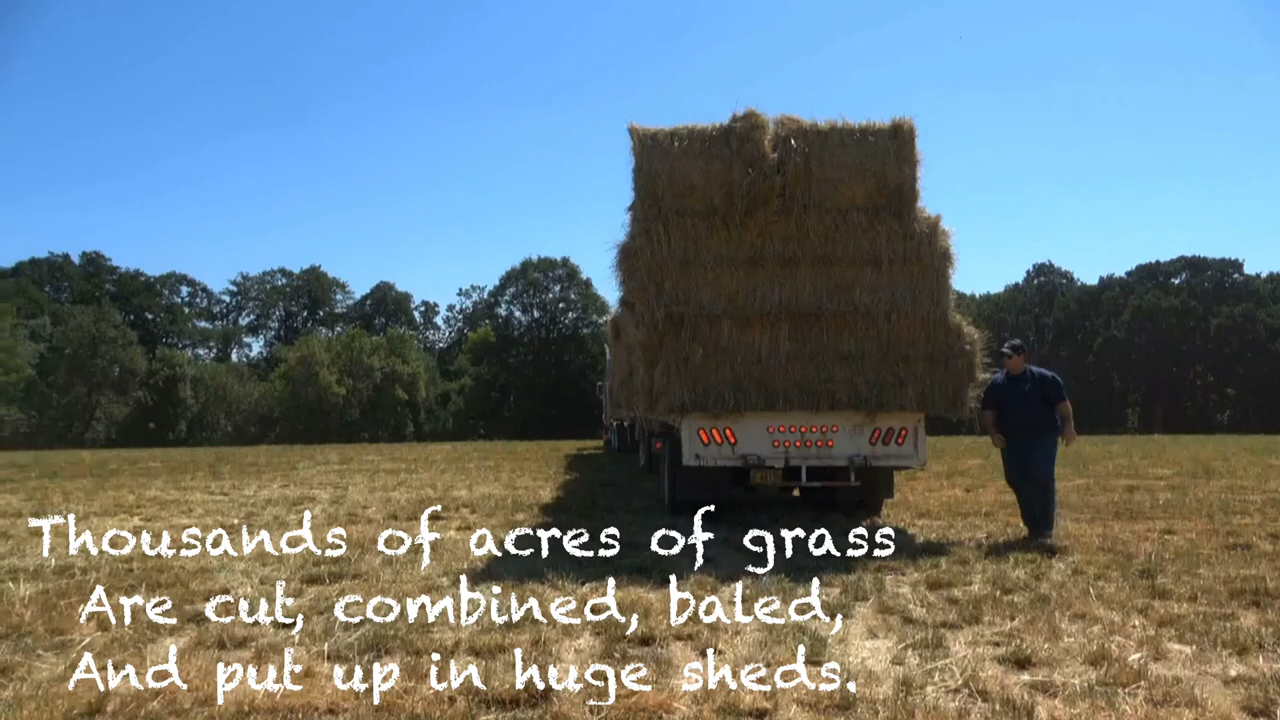 Thousands of acres of grass
Are cut, combined, baled,
And put up in huge sheds.